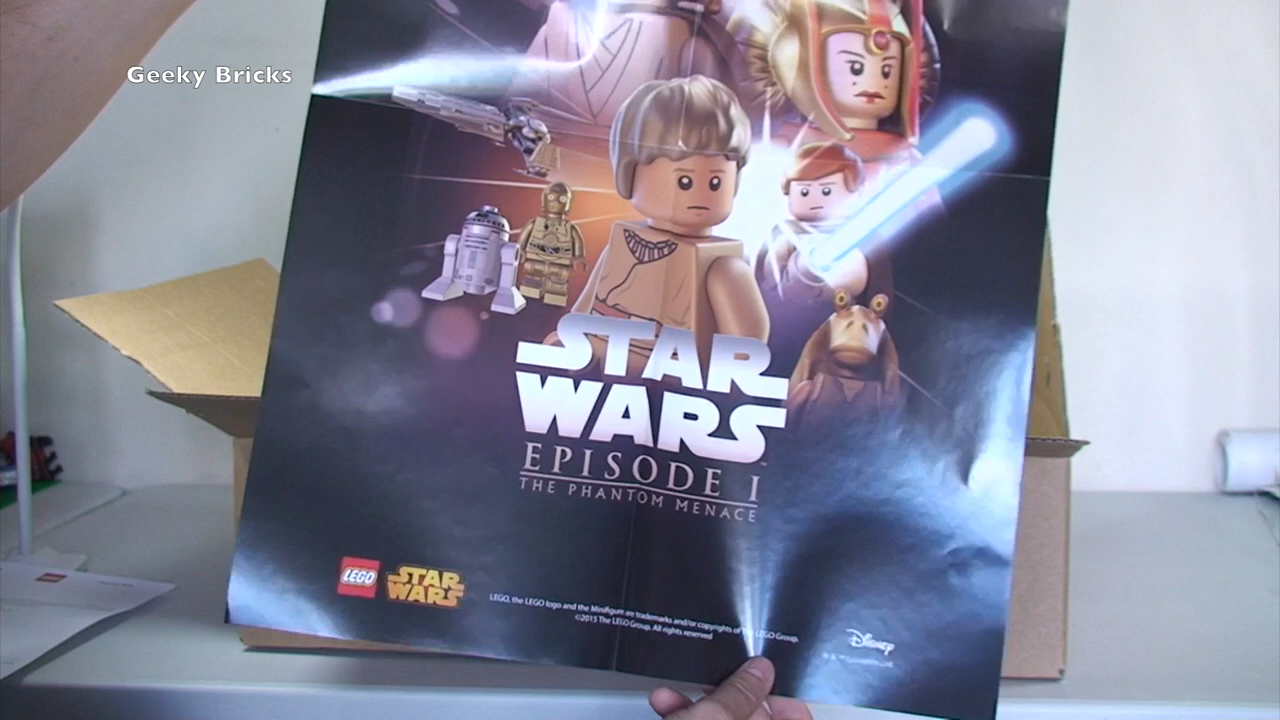 Geeky Bricks
STAR
WARS
EPISODE I
THE PHANTOM MENACE
LEGO
STAR
WARS
LEGO, the LEGO logo and the Minifigure are trademarks and/or copyrights of the LEGO Group.
©2015 The LEGO Group. All rights reserved
Disney